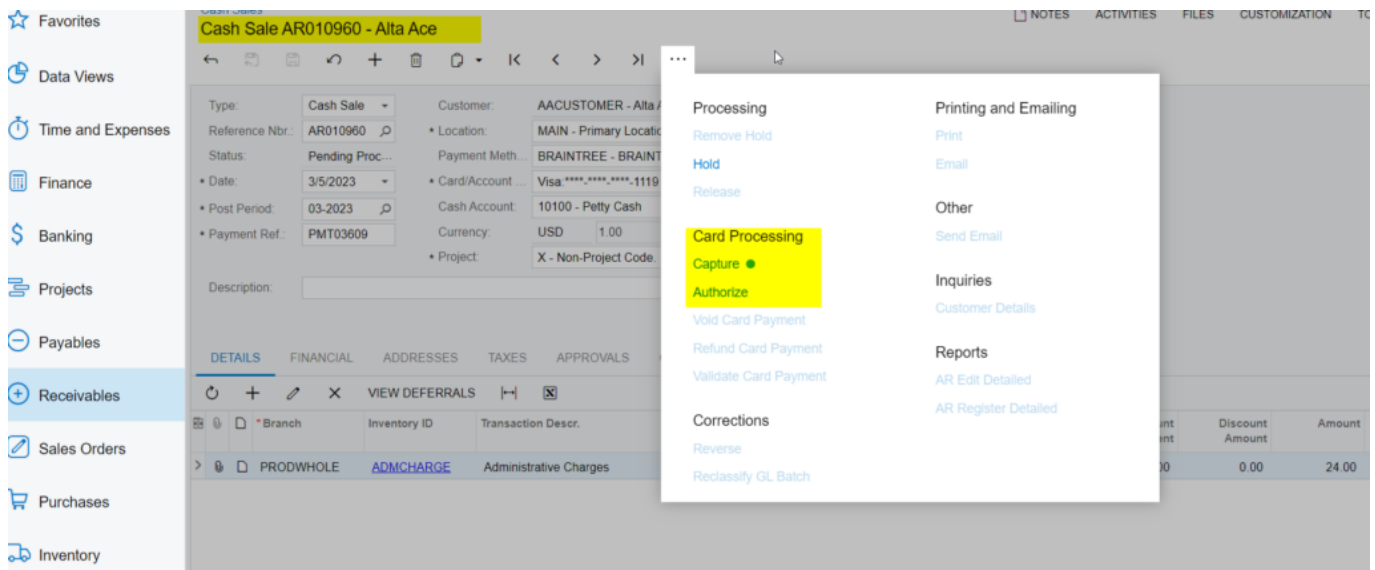 Favorites
Data Views
Time and Expenses
Finance
Banking
Projects
Payables
Receivables
Sales Orders
Purchases
Inventory
Cash Sales
Cash Sale AR010960 - Alta Ace
NOTES ACTIVITIES FILES CUSTOMIZATION
Type: Cash Sale Customer: AACUSTOMER - Alta
Reference Nbr.: AR010960 * Location: MAIN - Primary Locatio
Status: Pending Proc... Payment Meth... BRAINTREE - BRAINT
* Date: 3/5/2023 * Card/Account ... Visa:****-****-****-1119
* Post Period: 03-2023 Cash Account: 10100 - Petty Cash
* Payment Ref.: PMT03609 Currency: USD 1.00
* Project: X - Non-Project Code.
Description:
DETAILS FINANCIAL ADDRESSES TAXES APPROVALS
VIEW DEFERRALS
* Branch Inventory ID Transaction Descr. Discount Amount Amount
PRODWHOLE ADMCHARGE Administrative Charges 0.00 24.00
Processing
Remove Hold
Hold
Release
Card Processing
Capture
Authorize
Void Card Payment
Refund Card Payment
Validate Card Payment
Corrections
Reverse
Reclassify GL Batch
Printing and Emailing
Print
Email
Other
Send Email
Inquiries
Customer Details
Reports
AR Edit Detailed
AR Register Detailed